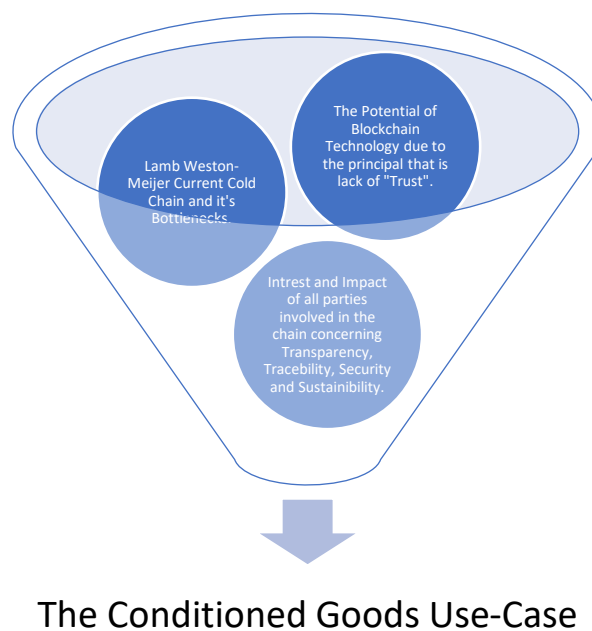 The Potential of
Blockchain
Technology due to
the principal that is
lack of "Trust".
Lamb Weston-
Meijer Current Cold
Chain and it's
Bottlenecks.
Intrest and Impact
of all parties
involved in the
chain concerning
Transparency,
Tracebility, Security
and Sustainibility.
The Conditioned Goods Use-Case